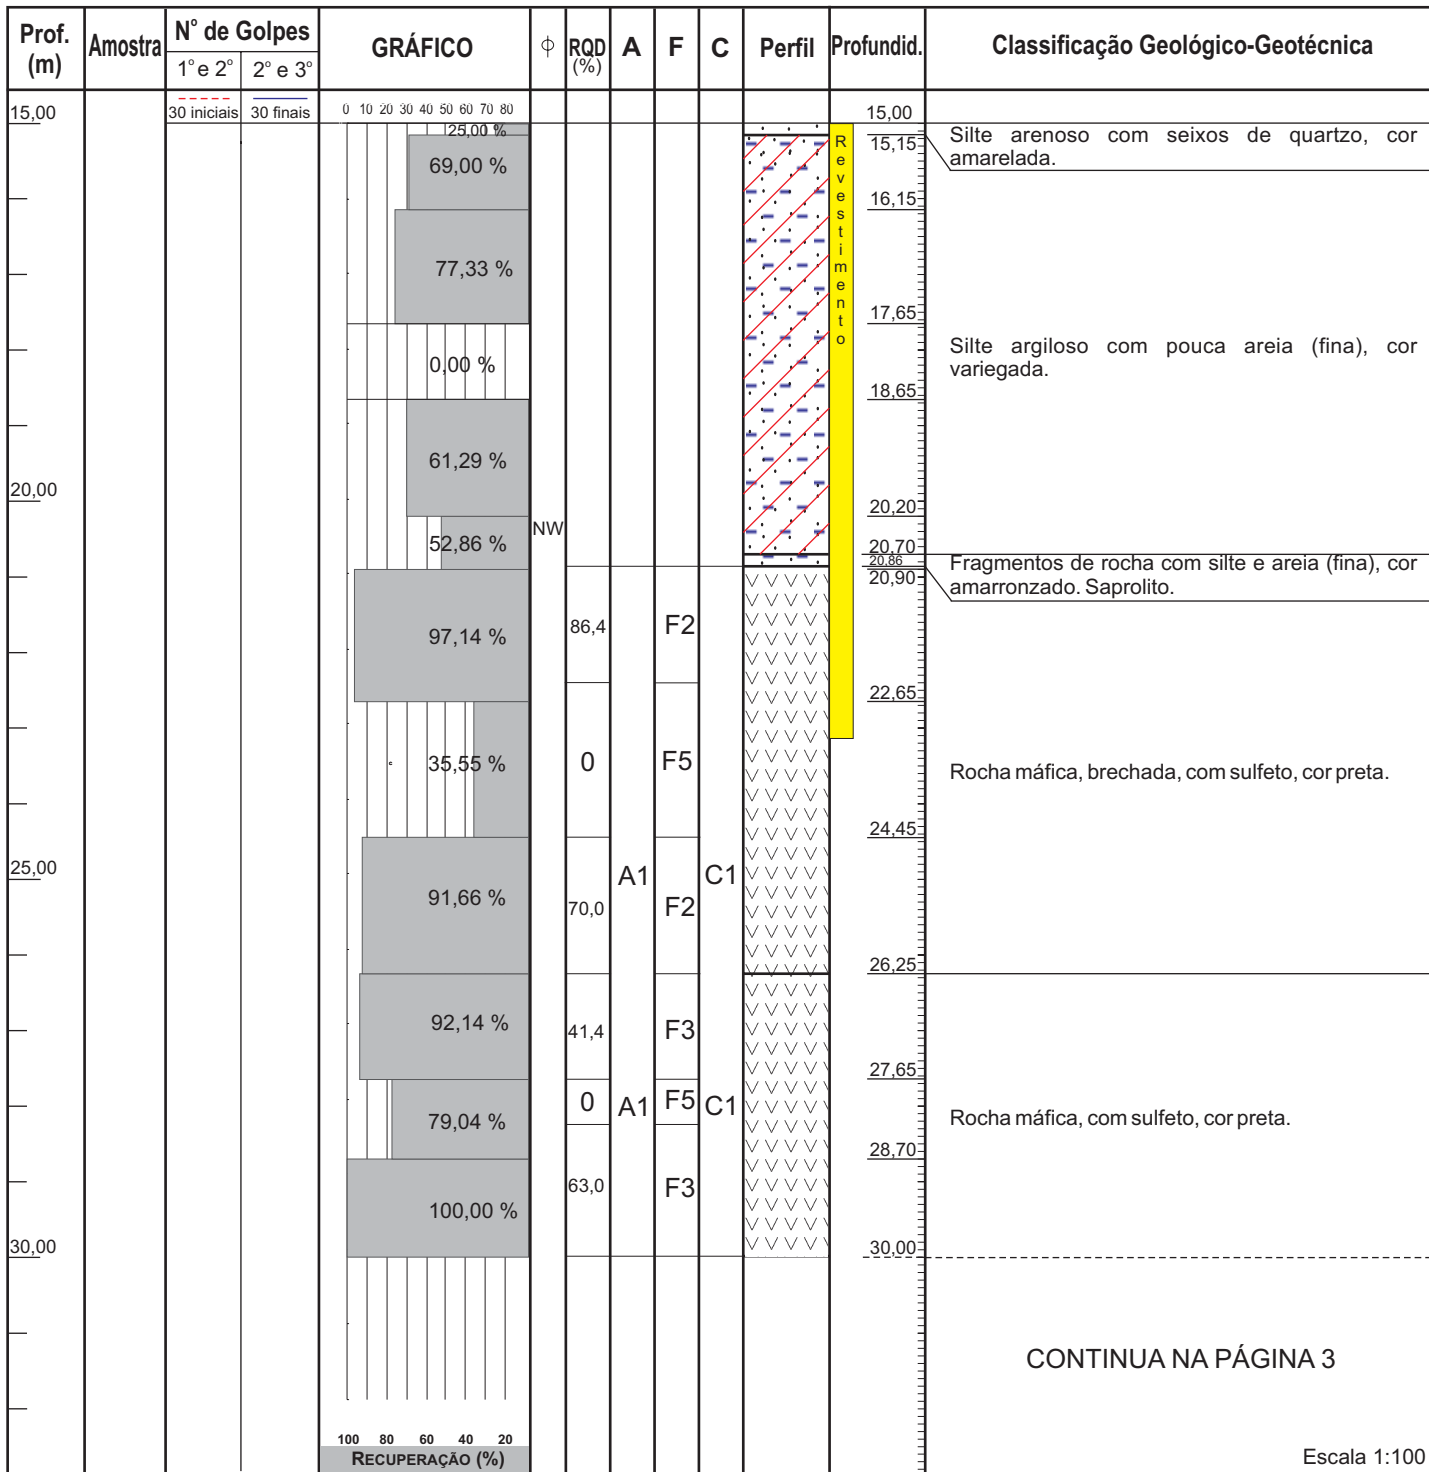 Prof. (m)
Amostra
N° de Golpes
1° e 2°
2° e 3°
GRÁFICO
ϕ
RQD (%)
A
F
C
Perfil
Profundid.
Classificação Geológico-Geotécnica
30 iniciais
30 finais
0 10 20 30 40 50 60 70 80
15,00
15,00
25,00 %
15,15
Silte arenoso com seixos de quartzo, cor
amarelada.
Revestimento
69,00 %
16,15
77,33 %
17,65
0,00 %
Silte argiloso com pouca areia (fina), cor
variegada.
18,65
61,29 %
20,00
20,20
NW
52,86 %
20,70
20,86
20,90
Fragmentos de rocha com silte e areia (fina), cor
amarronzado. Saprolito.
97,14 %
86,4
F2
22,65
35,55 %
0
F5
Rocha máfica, brechada, com sulfeto, cor preta.
24,45
25,00
91,66 %
70,0
A1
F2
C1
26,25
92,14 %
41,4
F3
27,65
79,04 %
0
A1
F5
C1
Rocha máfica, com sulfeto, cor preta.
28,70
100,00 %
63,0
F3
30,00
30,00
CONTINUA NA PÁGINA 3
100 80 60 40 20
RECUPERAÇÃO (%)
Escala 1:100